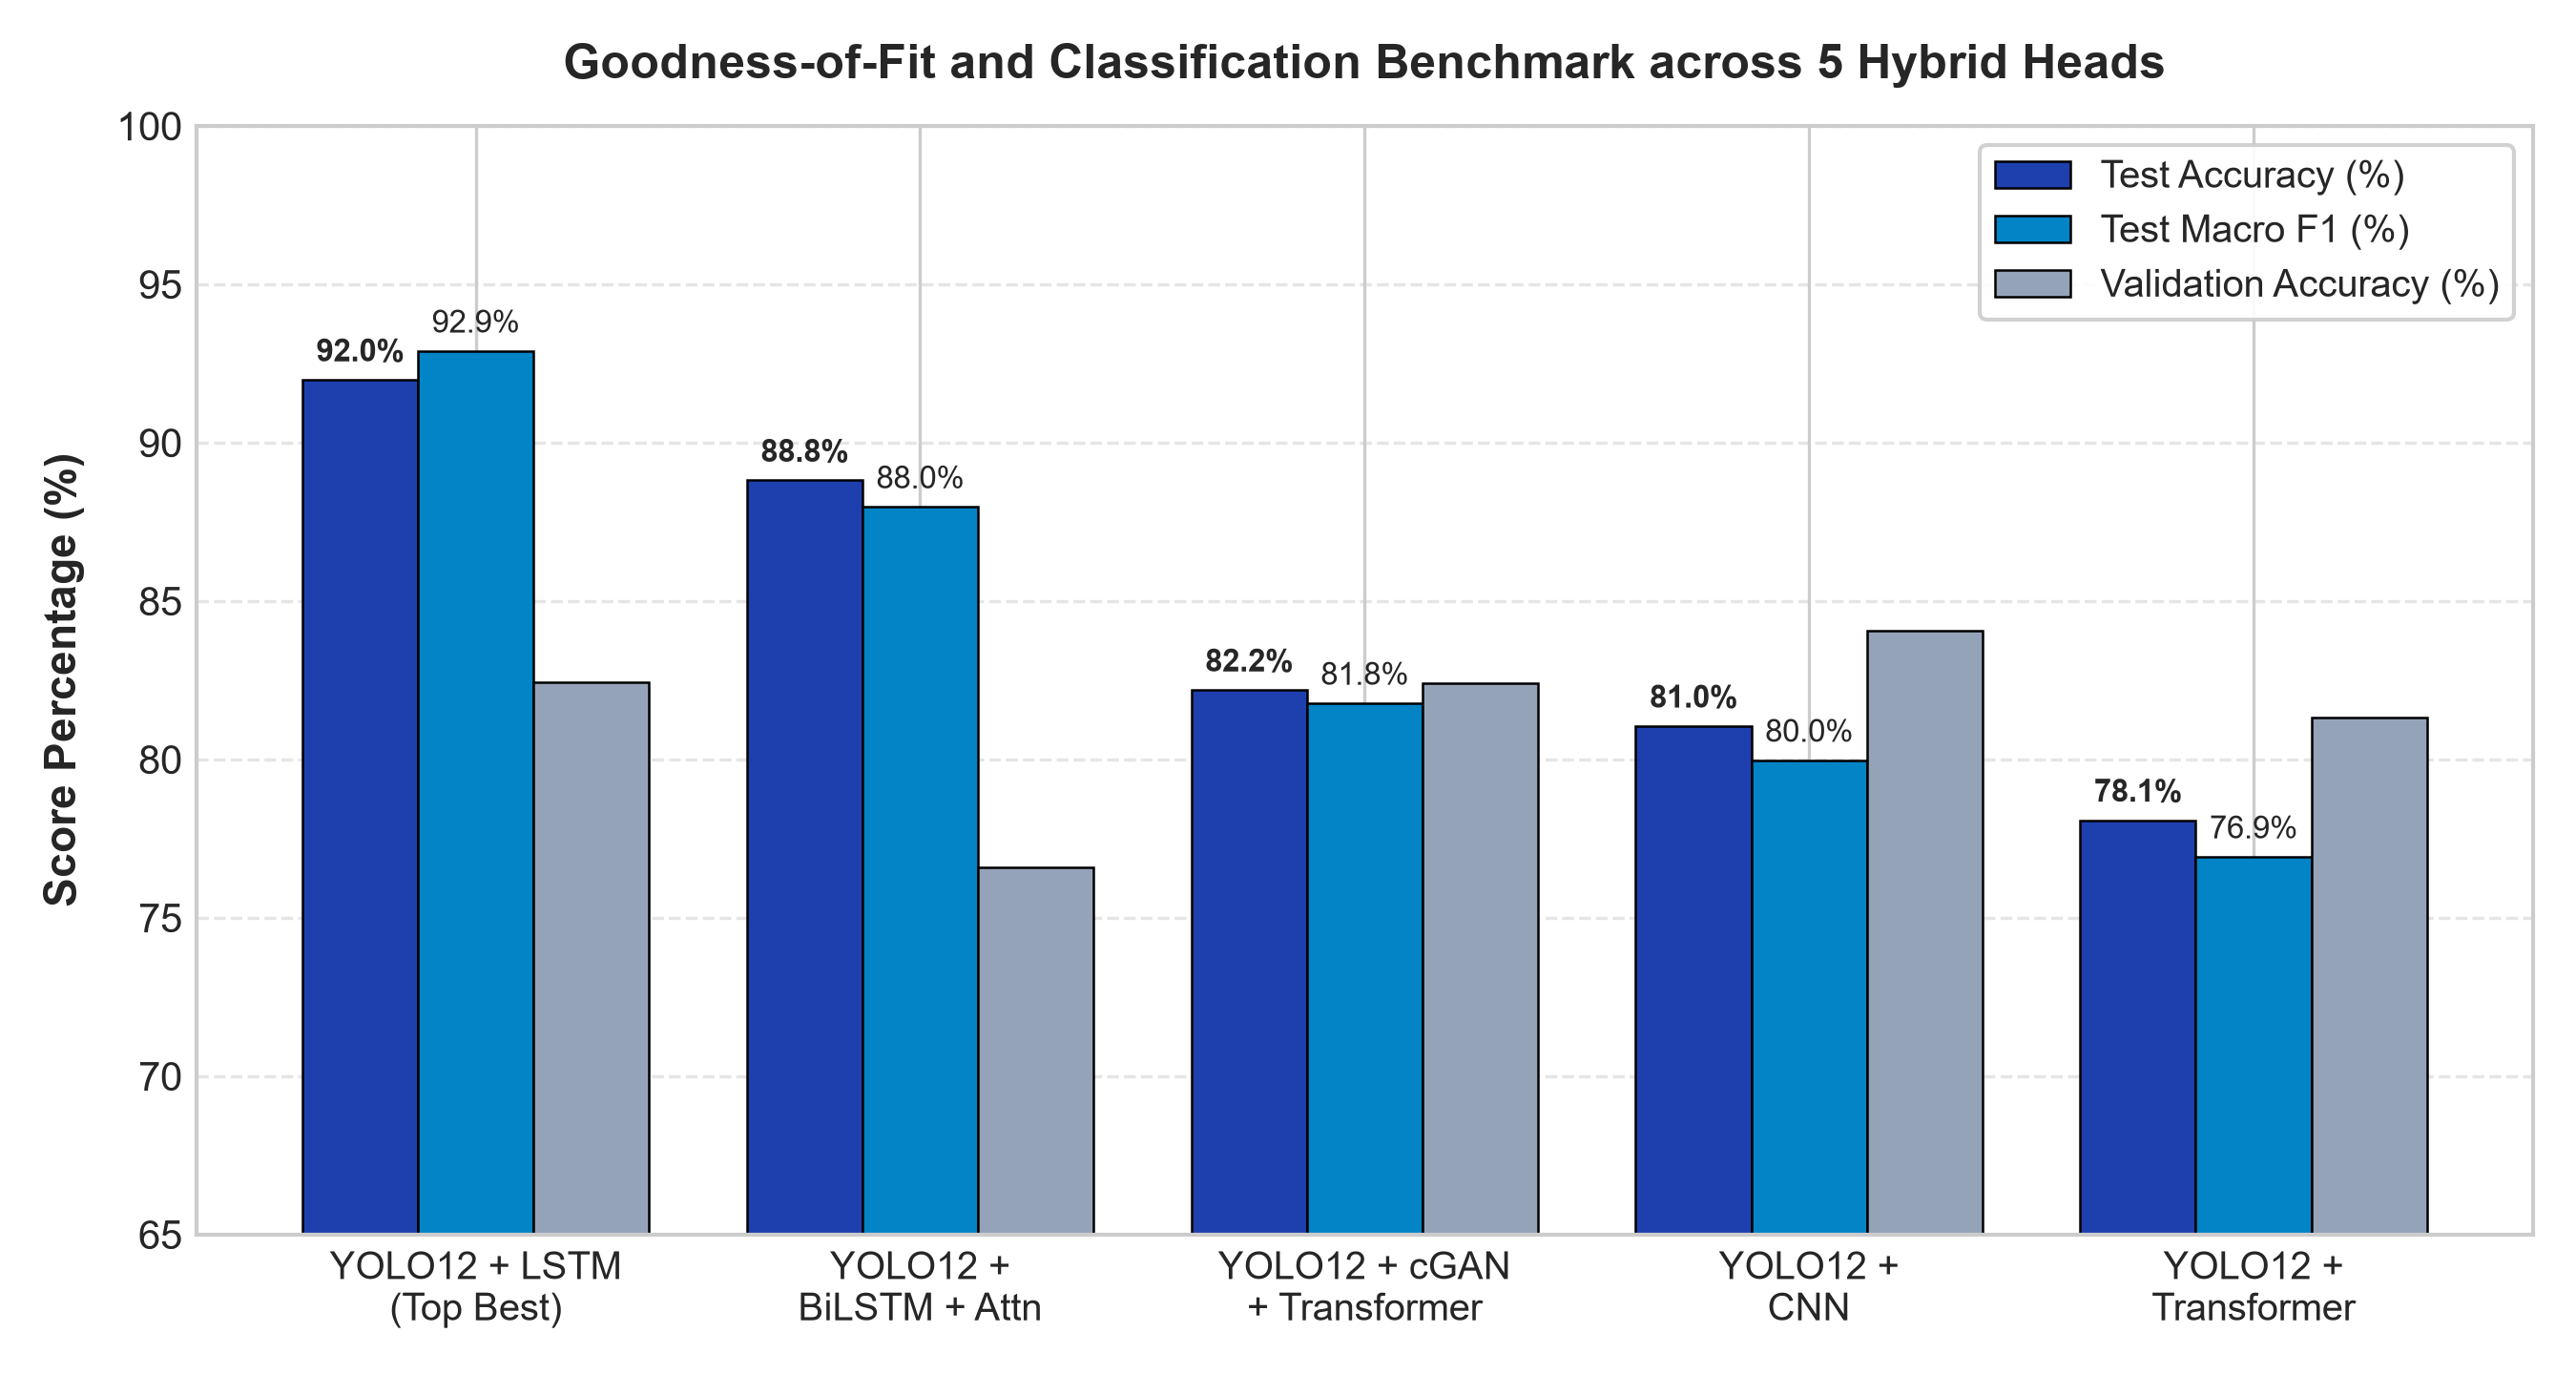 Goodness-of-Fit and Classification Benchmark across 5 Hybrid Heads
Score Percentage (%)
100
95
90
85
80
75
70
65
Test Accuracy (%)
Test Macro F1 (%)
Validation Accuracy (%)
92.0%
92.9%
88.8%
88.0%
82.2%
81.8%
81.0%
80.0%
78.1%
76.9%
YOLO12 + LSTM
(Top Best)
YOLO12 +
BiLSTM + Attn
YOLO12 + cGAN
+ Transformer
YOLO12 +
CNN
YOLO12 +
Transformer